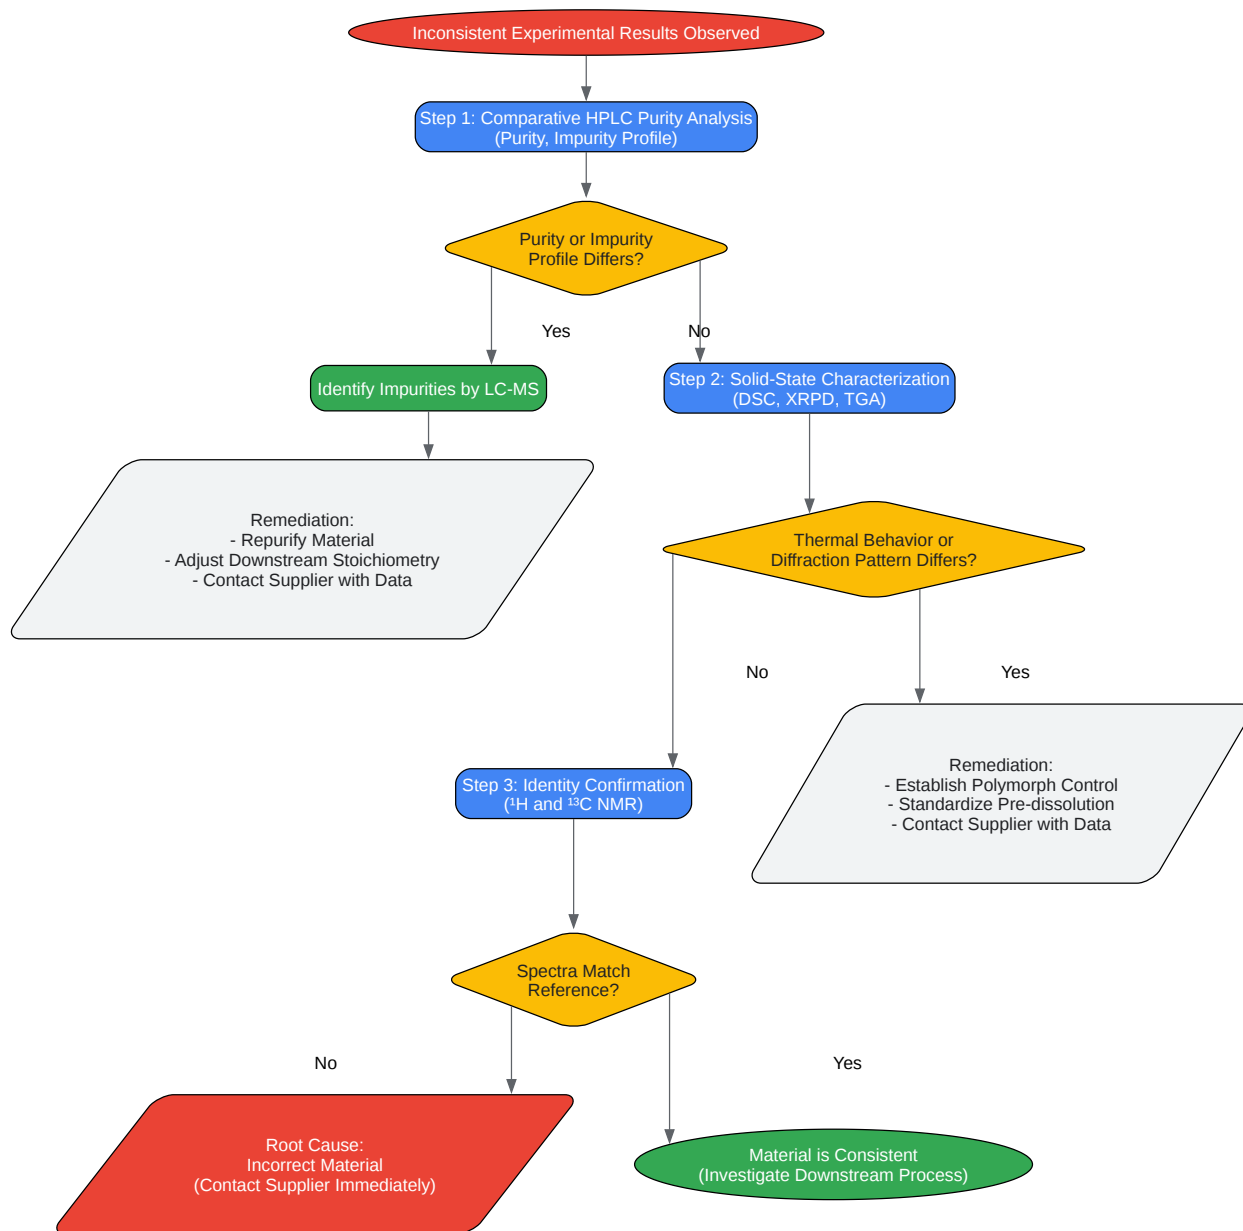 Inconsistent Experimental Results Observed
Step 1: Comparative HPLC Purity Analysis
(Purity, Impurity Profile)
Purity or Impurity
Profile Differs?
Yes
No
Identify Impurities by LC-MS
Step 2: Solid-State Characterization
(DSC, XRPD, TGA)
Remediation:
- Repurify Material
- Adjust Downstream Stoichiometry
- Contact Supplier with Data
Thermal Behavior or
Diffraction Pattern Differs?
No
Yes
Remediation:
- Establish Polymorph Control
- Standardize Pre-dissolution
- Contact Supplier with Data
Step 3: Identity Confirmation
(¹H and ¹³C NMR)
Spectra Match
Reference?
No
Yes
Root Cause:
Incorrect Material
(Contact Supplier Immediately)
Material is Consistent
(Investigate Downstream Process)